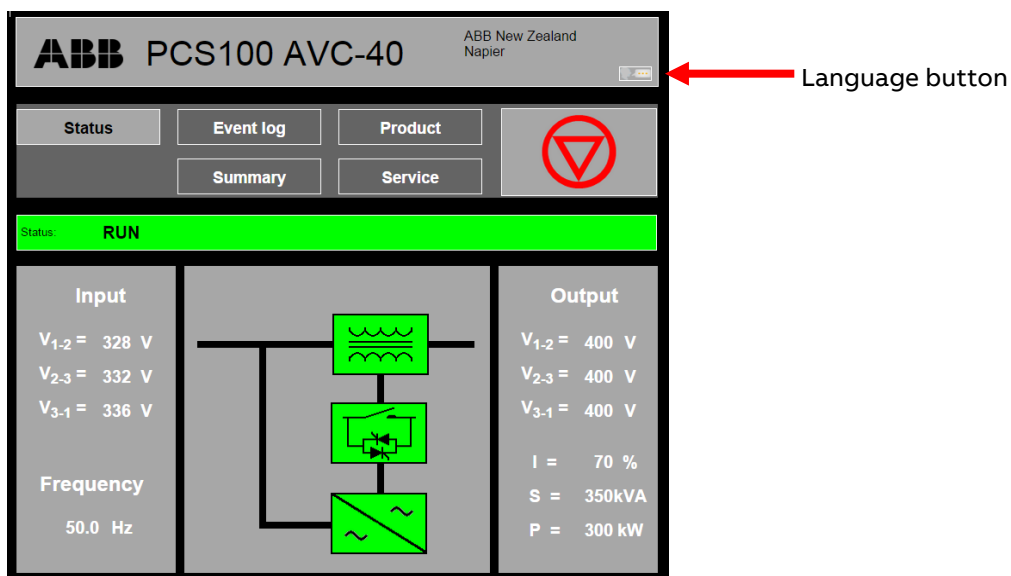 ABB PCS100 AVC-40
ABB New Zealand
Napier
Language button
Status Event log Product
Summary Service
Status: RUN
Input
V1-2 = 328 V
V2-3 = 332 V
V3-1 = 336 V
Frequency
50.0 Hz
Output
V1-2 = 400 V
V2-3 = 400 V
V3-1 = 400 V
I = 70 %
S = 350kVA
P = 300 kW